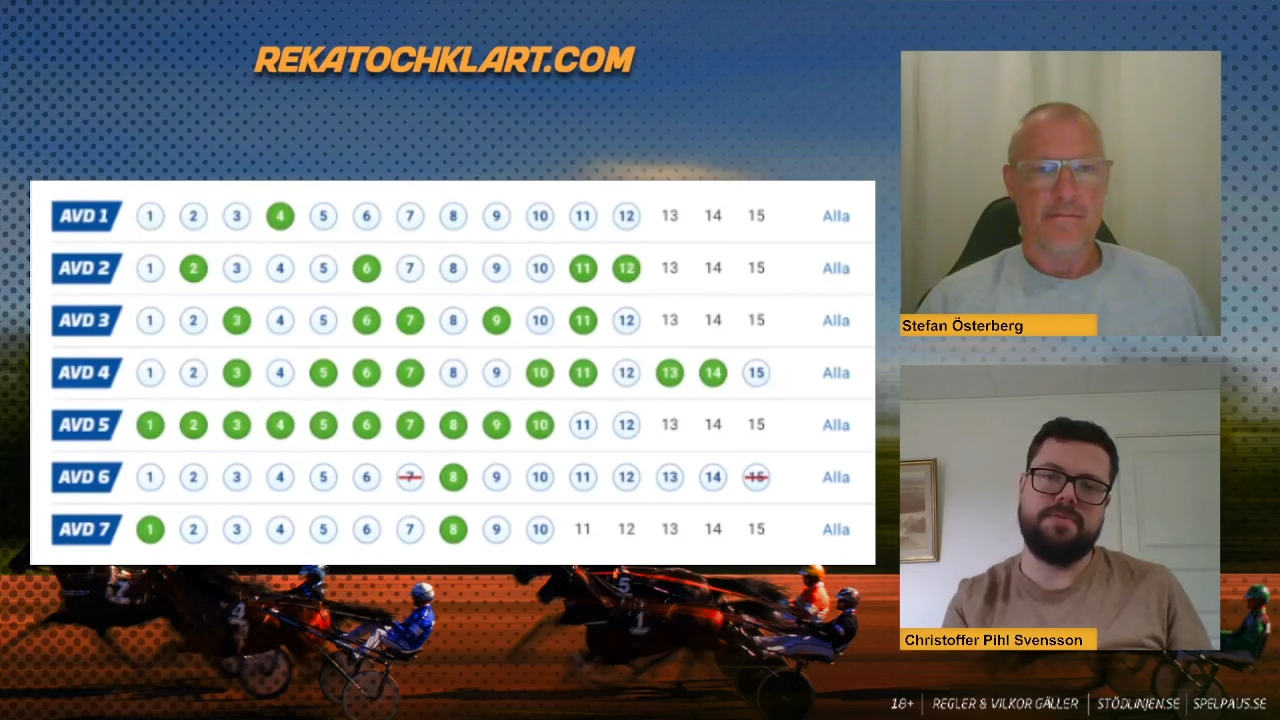 REKATOCHKLART.COM
AVD 1 1 2 3 4 5 6 7 8 9 10 11 12 13 14 15 Alla
AVD 2 1 2 3 4 5 6 7 8 9 10 11 12 13 14 15 Alla
AVD 3 1 2 3 4 5 6 7 8 9 10 11 12 13 14 15 Alla
AVD 4 1 2 3 4 5 6 7 8 9 10 11 12 13 14 15 Alla
AVD 5 1 2 3 4 5 6 7 8 9 10 11 12 13 14 15 Alla
AVD 6 1 2 3 4 5 6 7 8 9 10 11 12 13 14 15 Alla
AVD 7 1 2 3 4 5 6 7 8 9 10 11 12 13 14 15 Alla
Stefan Österberg
Christoffer Pihl Svensson
7
4
5
1
18+ | REGLER & VILKOR GÄLLER | STÖDLINJEN.SE | SPELPAUS.SE